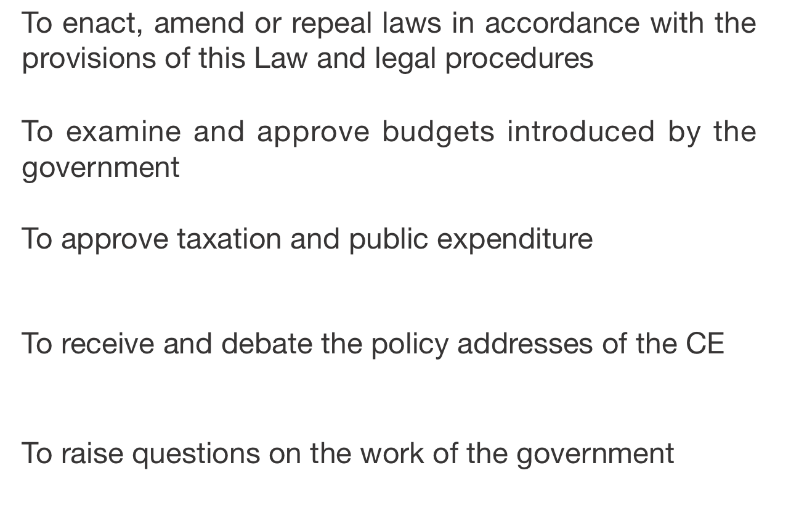 To enact, amend or repeal laws in accordance with the
provisions of this Law and legal procedures
To examine and approve budgets introduced by the
government
To approve taxation and public expenditure
To receive and debate the policy addresses of the CE
To raise questions on the work of the government